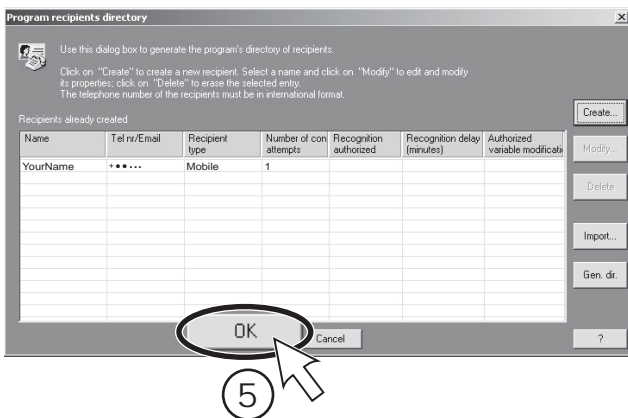 Program recipients directory
Use this dialog box to generate the program's directory of recipients.
Click on "Create" to create a new recipient. Select a name and click on "Modify" to edit and modify
its properties; click on "Delete" to erase the selected entry.
The telephone number of the recipients must be in international format.
Recipients already created
Name Tel nr/Email Recipient type Number of con attempts Recognition authorized Recognition delay (minutes) Authorized variable modificati
YourName +••··· Mobile 1
Create...
Modify...
Delete
Import...
Gen. dir.
OK Cancel ?
5